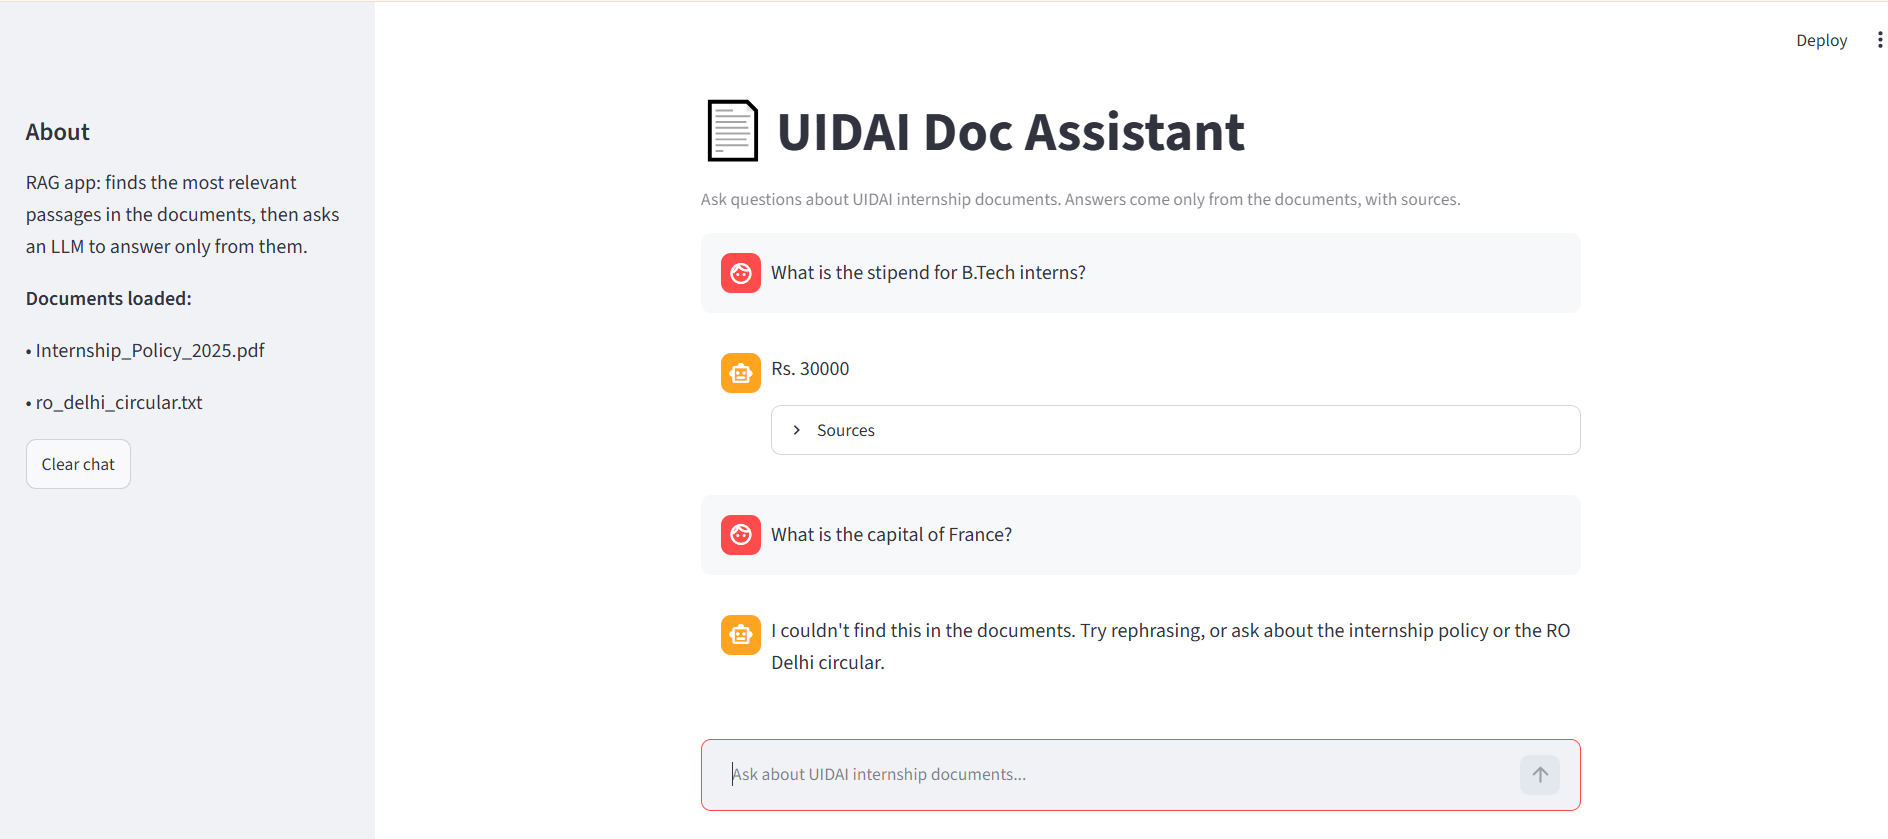 Deploy
About
RAG app: finds the most relevant
passages in the documents, then asks
an LLM to answer only from them.
Documents loaded:
• Internship_Policy_2025.pdf
• ro_delhi_circular.txt
Clear chat
UIDAI Doc Assistant
Ask questions about UIDAI internship documents. Answers come only from the documents, with sources.
What is the stipend for B.Tech interns?
Rs. 30000
Sources
What is the capital of France?
I couldn't find this in the documents. Try rephrasing, or ask about the internship policy or the RO
Delhi circular.
Ask about UIDAI internship documents...